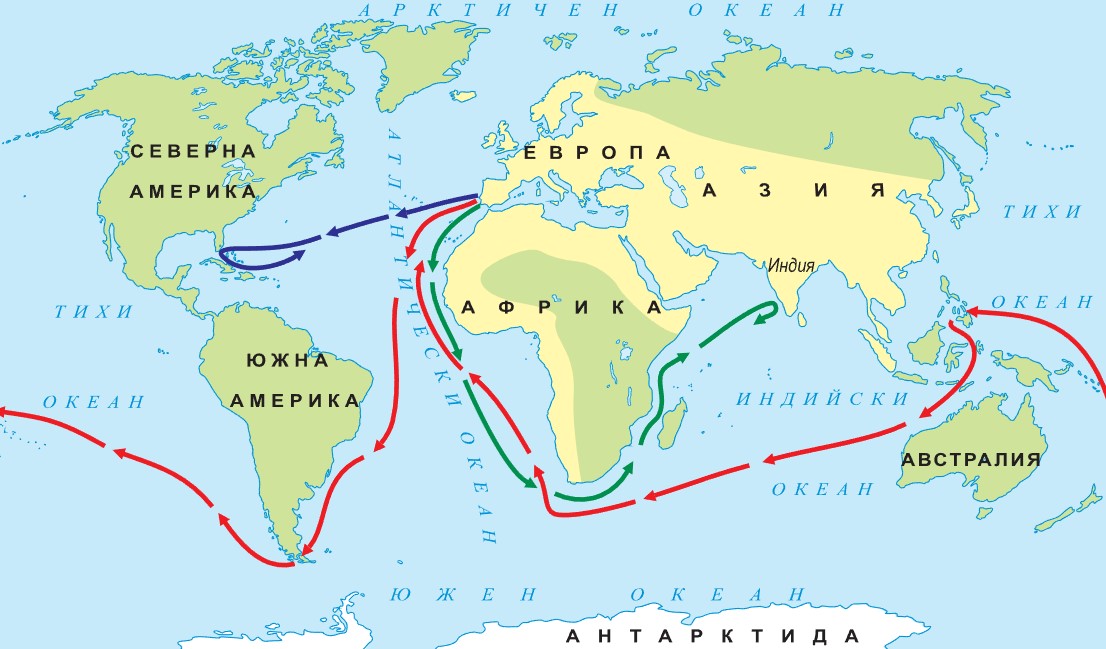 АРКТИЧЕН ОКЕАН
СЕВЕРНА
АМЕРИКА
ЕВРОПА
АЗИЯ
АТЛАНТИЧЕСКИ ОКЕАН
ТИХИ
ОКЕАН
Индия
АФРИКА
ТИХИ
ОКЕАН
ЮЖНА
АМЕРИКА
ИНДИЙСКИ
ОКЕАН
АВСТРАЛИЯ
ЮЖЕН ОКЕАН
АНТАРКТИДА